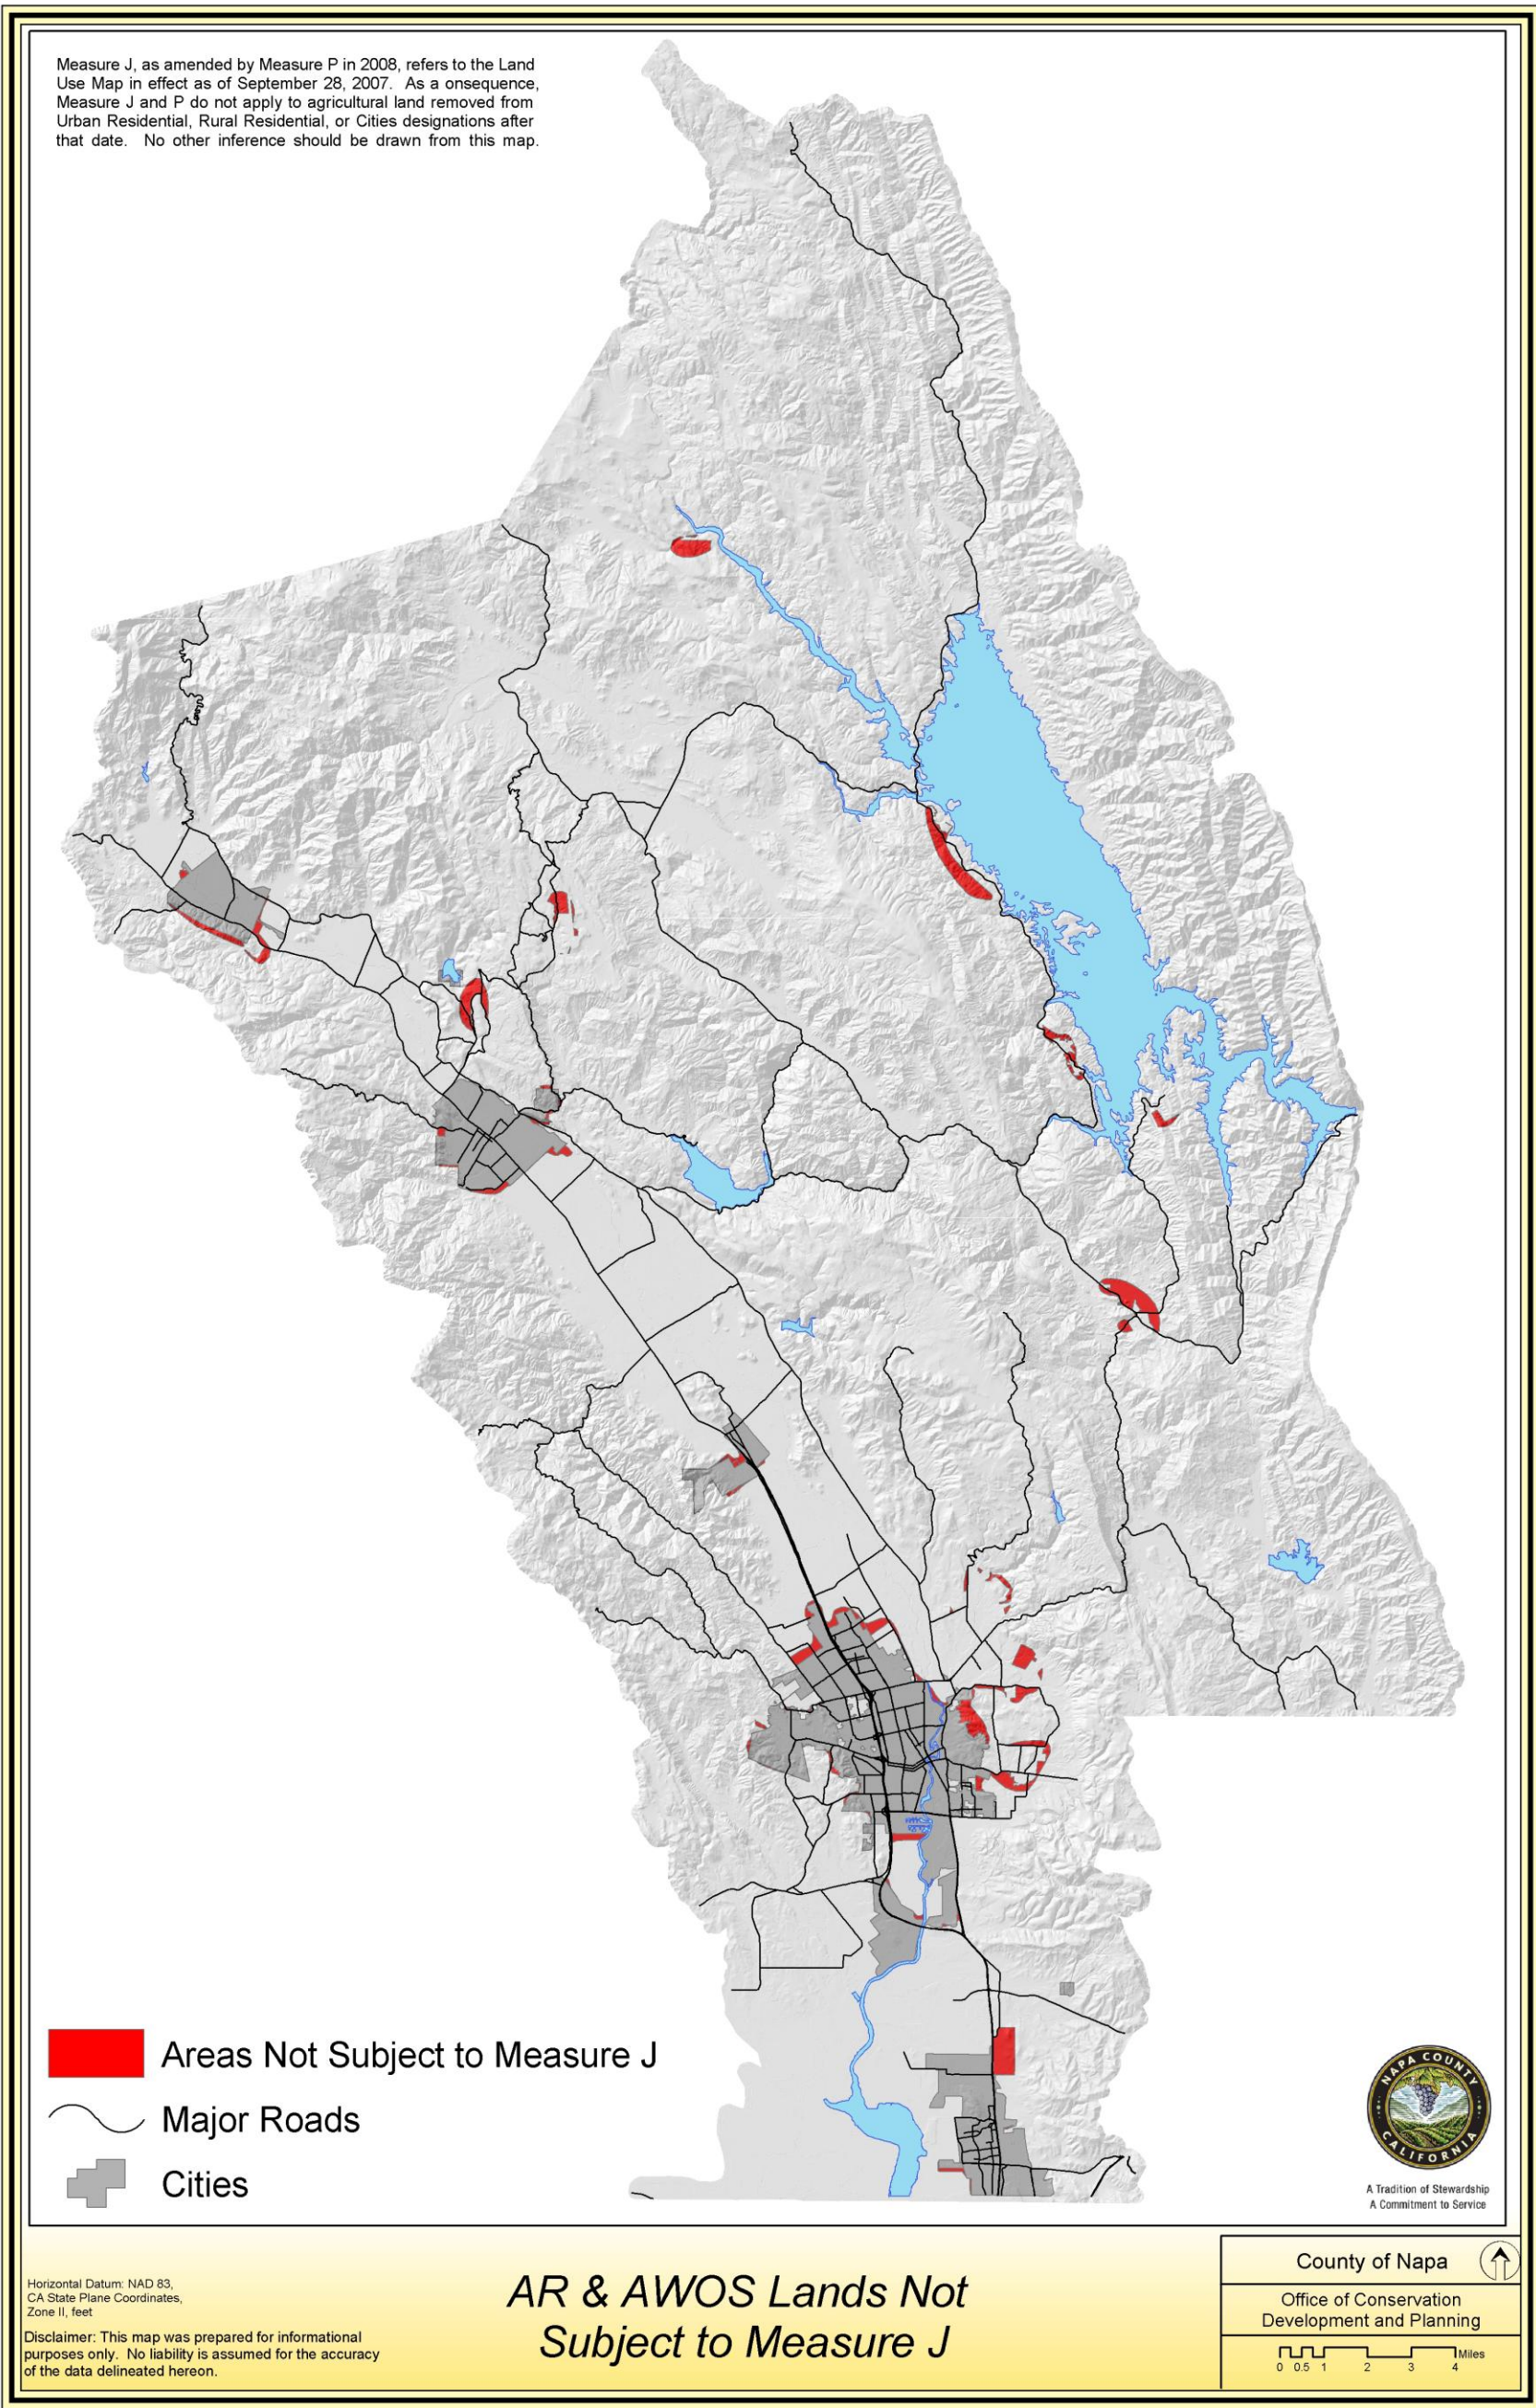 Measure J, as amended by Measure P in 2008, refers to the Land
Use Map in effect as of September 28, 2007. As a onsequence,
Measure J and P do not apply to agricultural land removed from
Urban Residential, Rural Residential, or Cities designations after
that date. No other inference should be drawn from this map.
Areas Not Subject to Measure J
Major Roads
Cities
NAPA COUNTY
CALIFORNIA
A Tradition of Stewardship
A Commitment to Service
Horizontal Datum: NAD 83,
CA State Plane Coordinates,
Zone II, feet
Disclaimer: This map was prepared for informational
purposes only. No liability is assumed for the accuracy
of the data delineated hereon.
AR & AWOS Lands Not
Subject to Measure J
County of Napa
Office of Conservation
Development and Planning
Miles
0 0.5 1 2 3 4